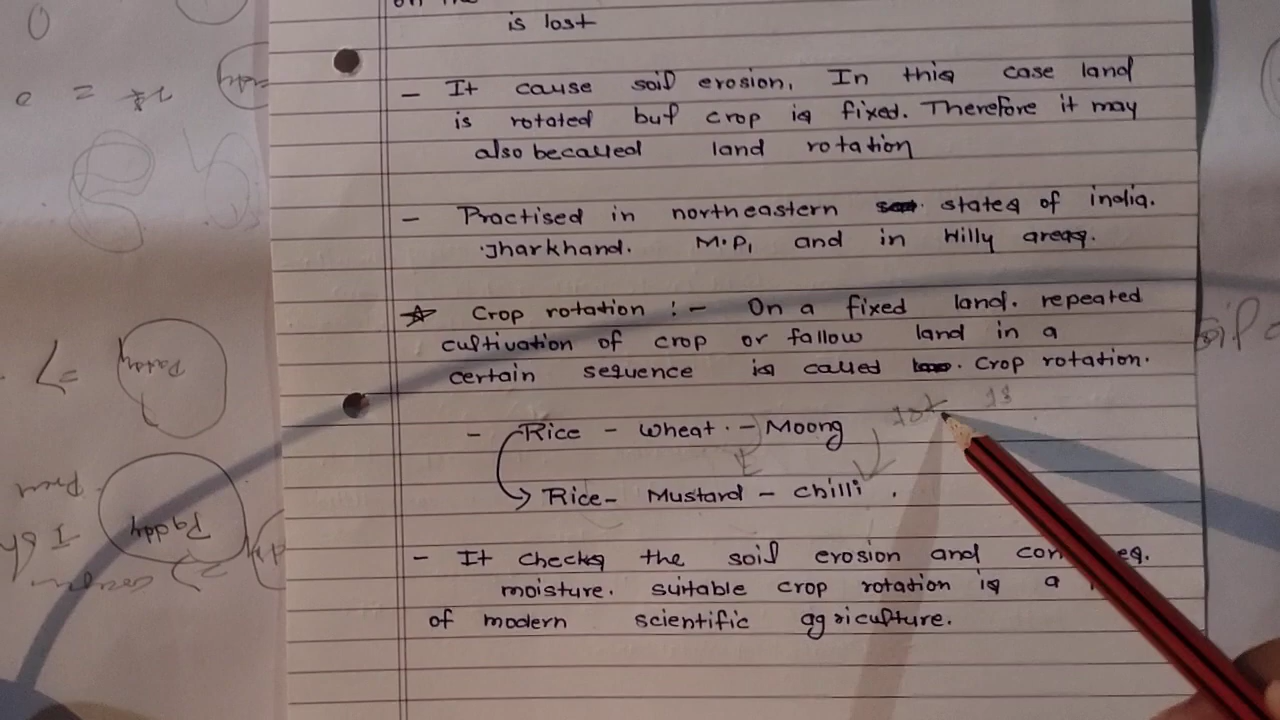 is lost
- It cause soil erosion, In this case land
is rotated but crop is fixed. Therefore it may
also becalled land rotation
- Practised in northeastern states of india.
Jharkhand. M.P, and in Hilly areas.
☆ Crop rotation :- On a fixed land. repeated
cultivation of crop or fallow land in a
certain sequence is called Crop rotation.
- Rice - Wheat - Moong
Rice - Mustard - chilli .
- It checks the soil erosion and
moisture. suitable crop rotation is a
of modern scientific agriculture.
Paddy
Paddy